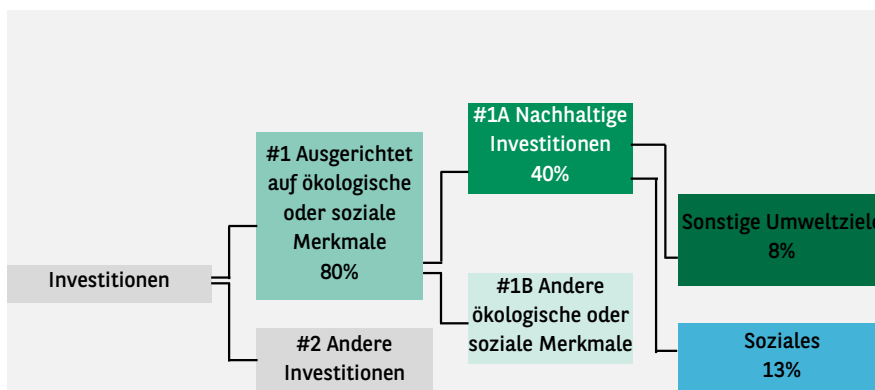 Investitionen
#1 Ausgerichtet
auf ökologische
oder soziale
Merkmale
80%
#2 Andere
Investitionen
#1A Nachhaltige
Investitionen
40%
#1B Andere
ökologische oder
soziale Merkmale
Sonstige Umweltziele
8%
Soziales
13%